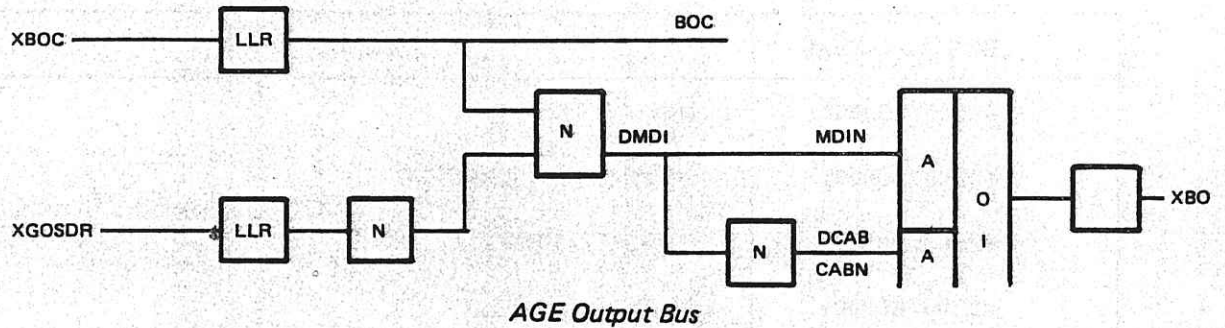 XBOC
LLR
BOC
N
DMDI
MDIN
A
O
I
XBO
XGOSDR
LLR
N
N
DCAB
CABN
A
AGE Output Bus